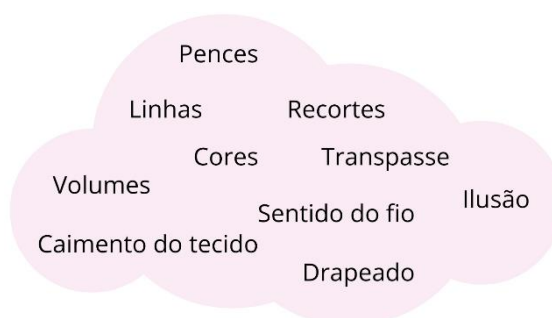 Pences
Linhas Recortes
Cores Transpasse
Volumes
Ilusão
Sentido do fio
Caimento do tecido
Drapeado